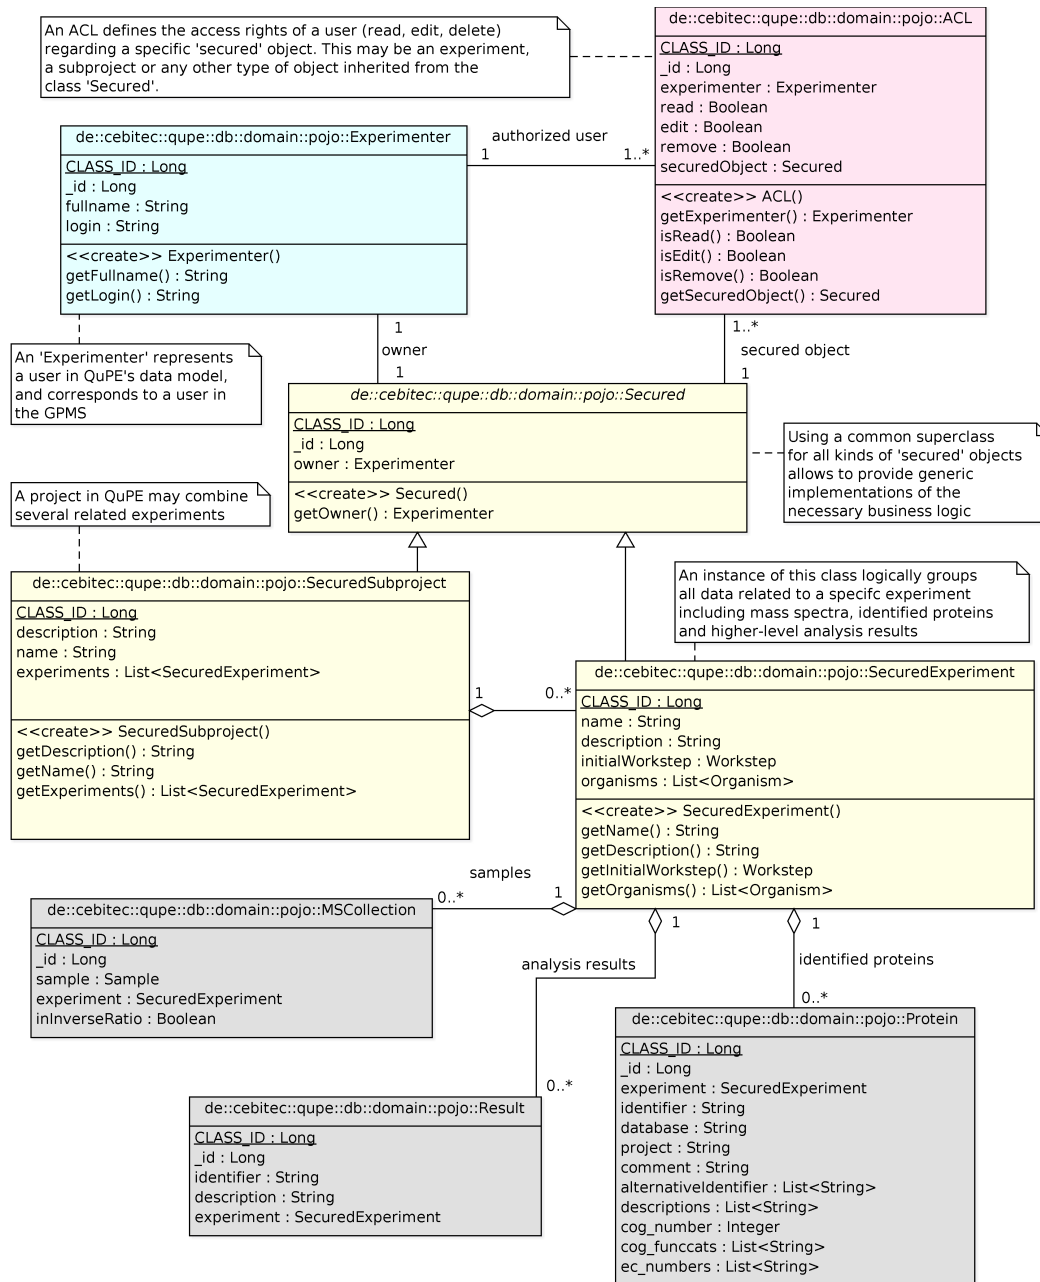 An ACL defines the access rights of a user (read, edit, delete)
regarding a specific 'secured' object. This may be an experiment,
a subproject or any other type of object inherited from the
class 'Secured'.
de::cebitec::qupe::db::domain::pojo::ACL
CLASS_ID : Long
_id : Long
experimenter : Experimenter
read : Boolean
edit : Boolean
remove : Boolean
securedObject : Secured
<<create>> ACL()
getExperimenter() : Experimenter
isRead() : Boolean
isEdit() : Boolean
isRemove() : Boolean
getSecuredObject() : Secured
de::cebitec::qupe::db::domain::pojo::Experimenter
CLASS_ID : Long
_id : Long
fullname : String
login : String
<<create>> Experimenter()
getFullname() : String
getLogin() : String
authorized user
1
1..*
An 'Experimenter' represents
a user in QuPE's data model,
and corresponds to a user in
the GPMS
1
owner
1
1..*
secured object
1
de::cebitec::qupe::db::domain::pojo::Secured
CLASS_ID : Long
_id : Long
owner : Experimenter
<<create>> Secured()
getOwner() : Experimenter
Using a common superclass
for all kinds of 'secured' objects
allows to provide generic
implementations of the
necessary business logic
A project in QuPE may combine
several related experiments
de::cebitec::qupe::db::domain::pojo::SecuredSubproject
CLASS_ID : Long
description : String
name : String
experiments : List<SecuredExperiment>
<<create>> SecuredSubproject()
getDescription() : String
getName() : String
getExperiments() : List<SecuredExperiment>
An instance of this class logically groups
all data related to a specifc experiment
including mass spectra, identified proteins
and higher-level analysis results
1
0..*
de::cebitec::qupe::db::domain::pojo::SecuredExperiment
CLASS_ID : Long
name : String
description : String
initialWorkstep : Workstep
organisms : List<Organism>
<<create>> SecuredExperiment()
getName() : String
getDescription() : String
getInitialWorkstep() : Workstep
getOrganisms() : List<Organism>
samples
0..*
1
de::cebitec::qupe::db::domain::pojo::MSCollection
CLASS_ID : Long
_id : Long
sample : Sample
experiment : SecuredExperiment
inInverseRatio : Boolean
1
analysis results
0..*
1
identified proteins
0..*
de::cebitec::qupe::db::domain::pojo::Result
CLASS_ID : Long
_id : Long
identifier : String
description : String
experiment : SecuredExperiment
de::cebitec::qupe::db::domain::pojo::Protein
CLASS_ID : Long
_id : Long
experiment : SecuredExperiment
identifier : String
database : String
project : String
comment : String
alternativeIdentifier : List<String>
descriptions : List<String>
cog_number : Integer
cog_funccats : List<String>
ec_numbers : List<String>